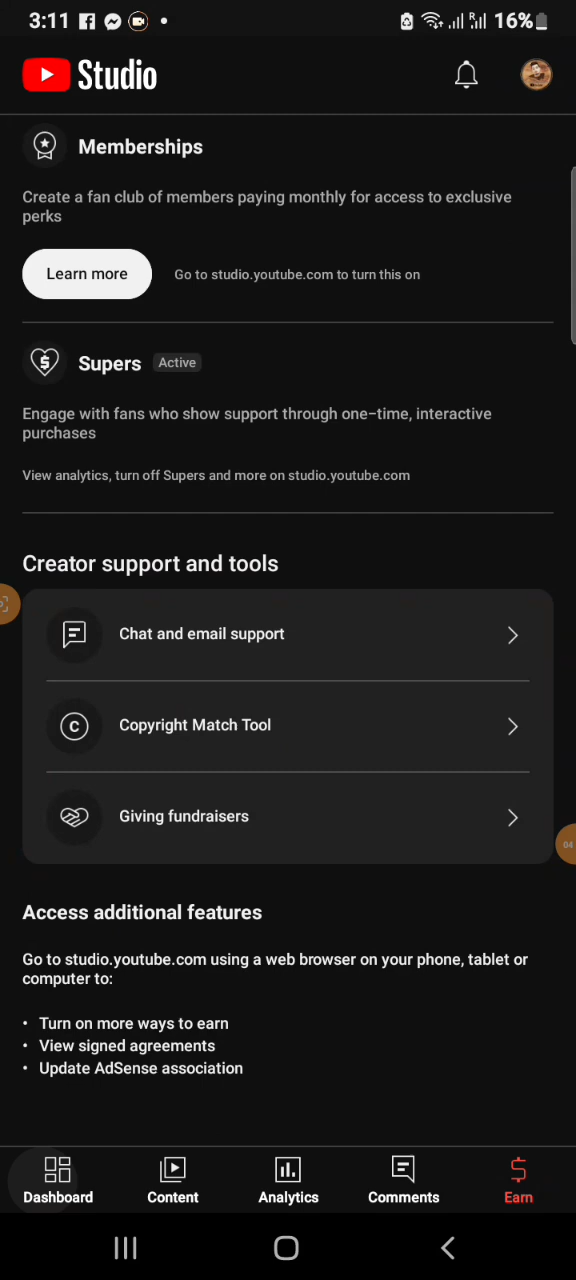 3:11
R
16%
Studio
Memberships
Create a fan club of members paying monthly for access to exclusive
perks
Learn more
Go to studio.youtube.com to turn this on
Supers
Active
Engage with fans who show support through one-time, interactive
purchases
View analytics, turn off Supers and more on studio.youtube.com
Creator support and tools
Chat and email support
Copyright Match Tool
Giving fundraisers
04
Access additional features
Go to studio.youtube.com using a web browser on your phone, tablet or
computer to:
• Turn on more ways to earn
• View signed agreements
• Update AdSense association
Dashboard
Content
Analytics
Comments
Earn